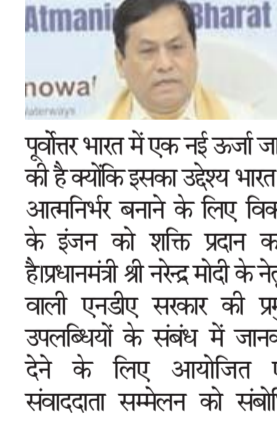 Atmani Bharat
nowa
Waterways
पूर्वोत्तर भारत में एक नई ऊर्जा जा
की है क्योंकि इसका उद्देश्य भारत
आत्मनिर्भर बनाने के लिए विक
के इंजन को शक्ति प्रदान क
है।प्रधानमंत्री श्री नरेन्द्र मोदी के नेत
वाली एनडीए सरकार की प्रम
उपलब्धियों के संबंध में जानक
देने के लिए आयोजित ए
संवाददाता सम्मेलन को संबोधि